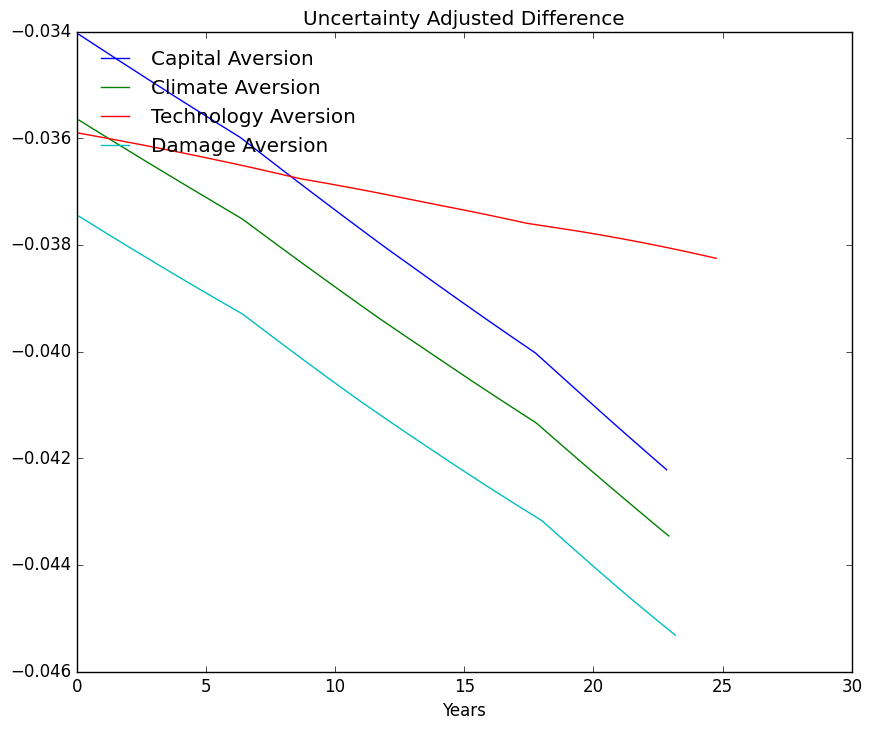 Uncertainty Adjusted Difference
−0.034
Capital Aversion
Climate Aversion
Technology Aversion
−0.036
Damage Aversion
−0.038
−0.040
−0.042
−0.044
−0.046
0 5 10 15 20 25 30
Years